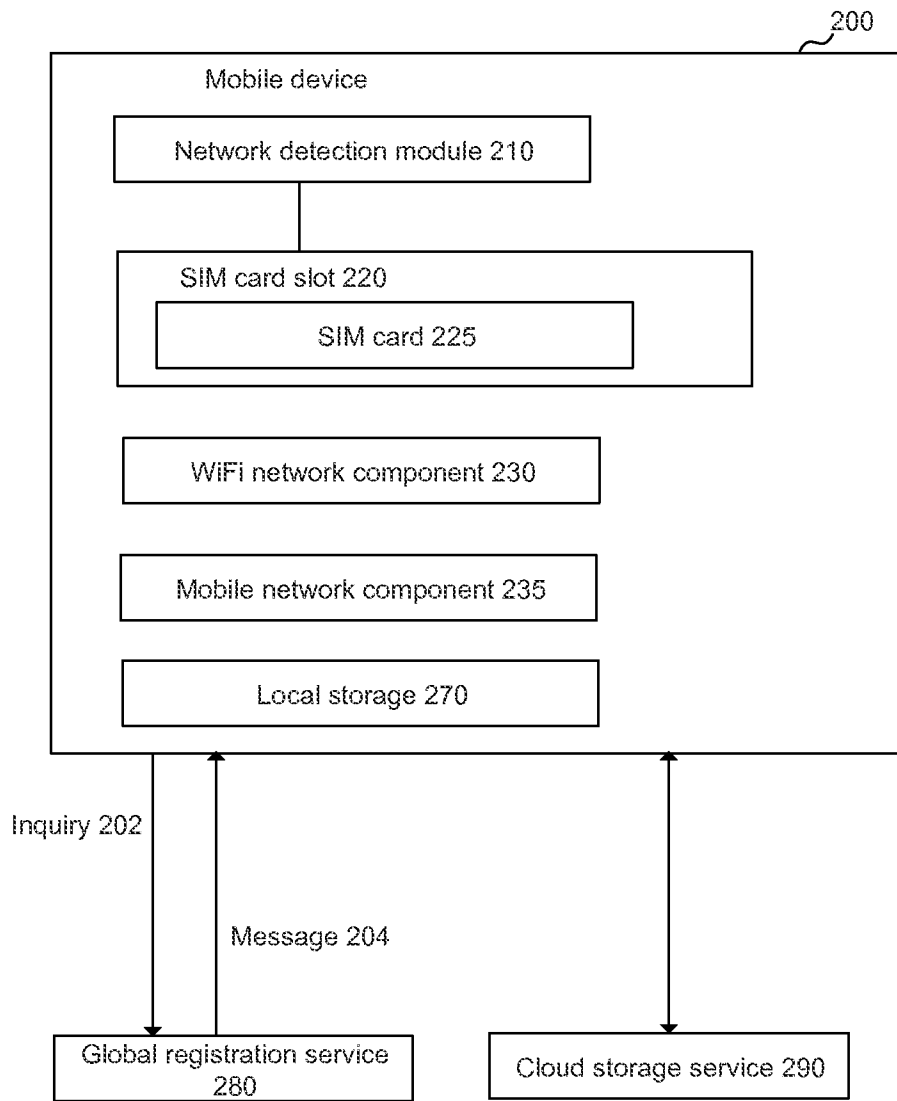 200
Mobile device
Network detection module 210
SIM card slot 220
SIM card 225
WiFi network component 230
Mobile network component 235
Local storage 270
Inquiry 202
Message 204
Global registration service
280
Cloud storage service 290